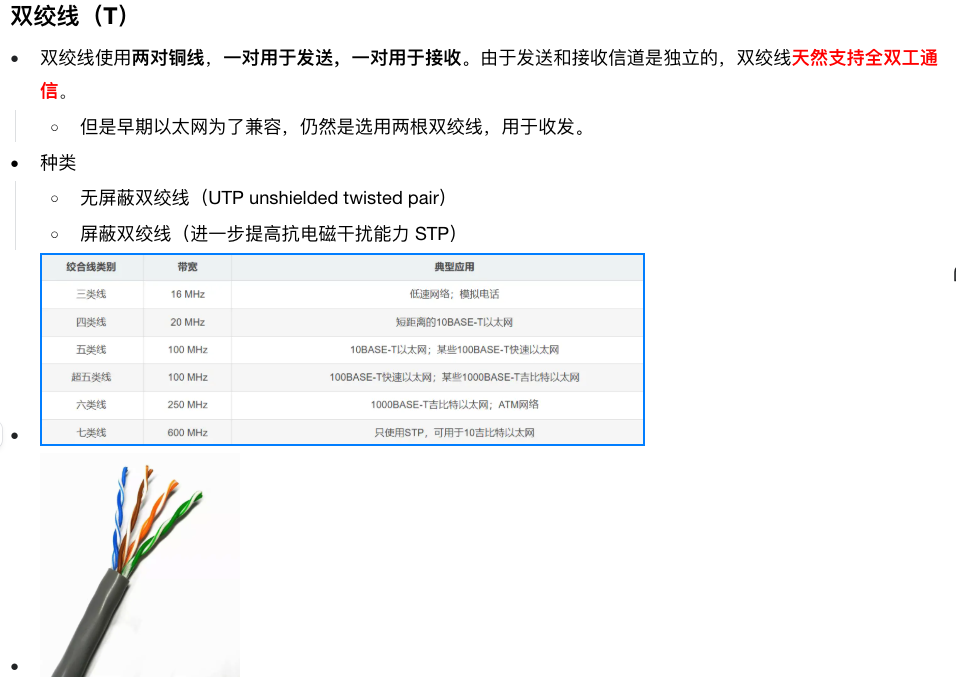 双绞线（T）
双绞线使用两对铜线，一对用于发送，一对用于接收。由于发送和接收信道是独立的，双绞线天然支持全双工通
信。
但是早期以太网为了兼容，仍然是选用两根双绞线，用于收发。
种类
无屏蔽双绞线（UTP unshielded twisted pair）
屏蔽双绞线（进一步提高抗电磁干扰能力 STP）
绞合线类别 带宽 典型应用
三类线 16 MHz 低速网络；模拟电话
四类线 20 MHz 短距离的10BASE-T以太网
五类线 100 MHz 10BASE-T以太网；某些100BASE-T快速以太网
超五类线 100 MHz 100BASE-T快速以太网；某些1000BASE-T吉比特以太网
六类线 250 MHz 1000BASE-T吉比特以太网；ATM网络
七类线 600 MHz 只使用STP，可用于10吉比特以太网